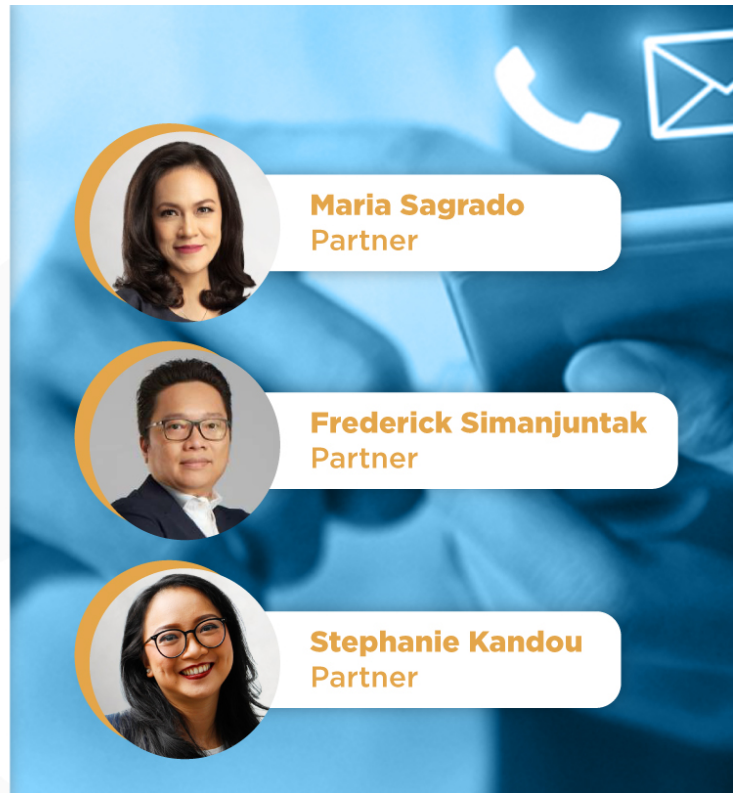 Maria Sagrado
Partner
Frederick Simanjuntak
Partner
Stephanie Kandou
Partner